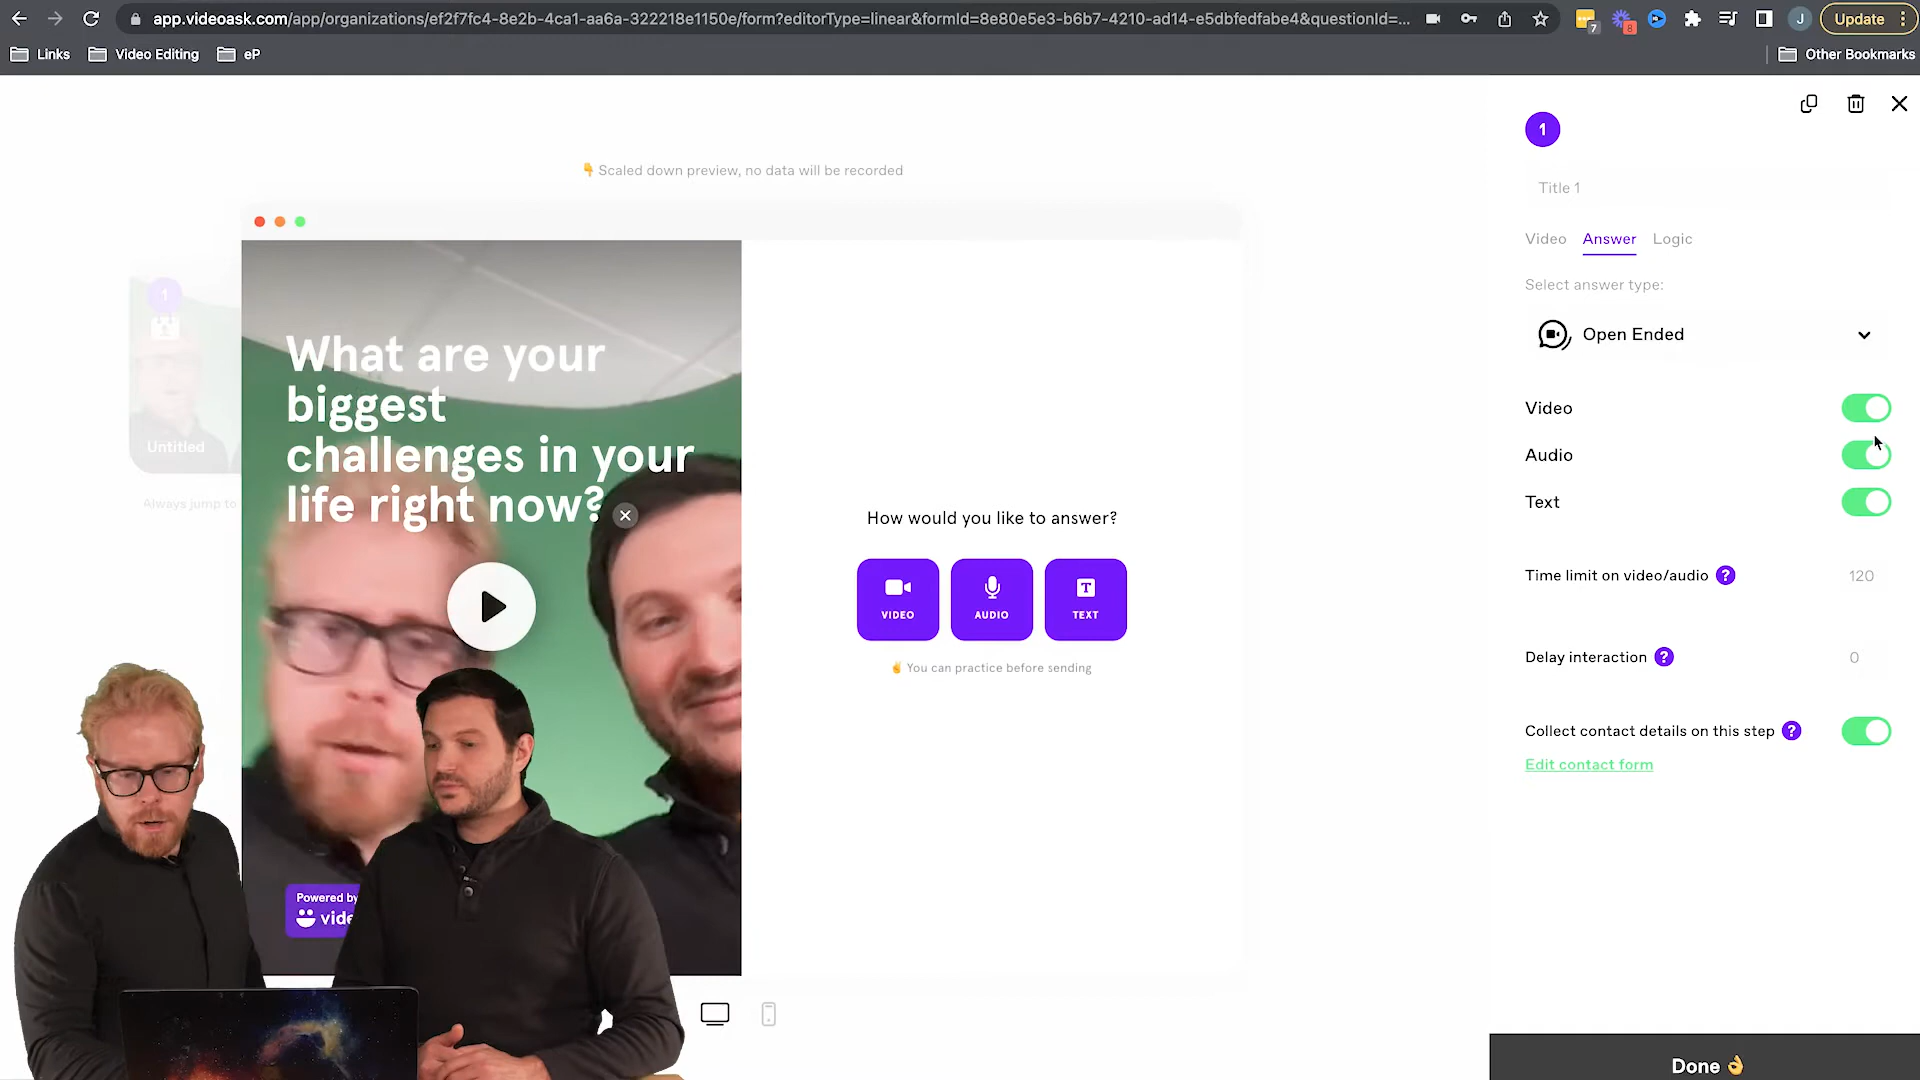 app.videoask.com/app/organizations/ef2f7fc4-8e2b-4ca1-aa6a-322218e1150e/form?editorType=linear&formId=8e80e5e3-b6b7-4210-ad14-e5dbfedfabe4&questionId=...
7
8
J
Update
Links
Video Editing
eP
Other Bookmarks
1
Title 1
👇 Scaled down preview, no data will be recorded
Video
Answer
Logic
Select answer type:
Open Ended
1
Untitled
Always jump to
What are your
biggest
challenges in your
life right now?
How would you like to answer?
VIDEO
AUDIO
TEXT
✌ You can practice before sending
Powered by
vide
Video
Audio
Text
Time limit on video/audio ?
120
Delay interaction ?
0
Collect contact details on this step ?
Edit contact form
Done 👌